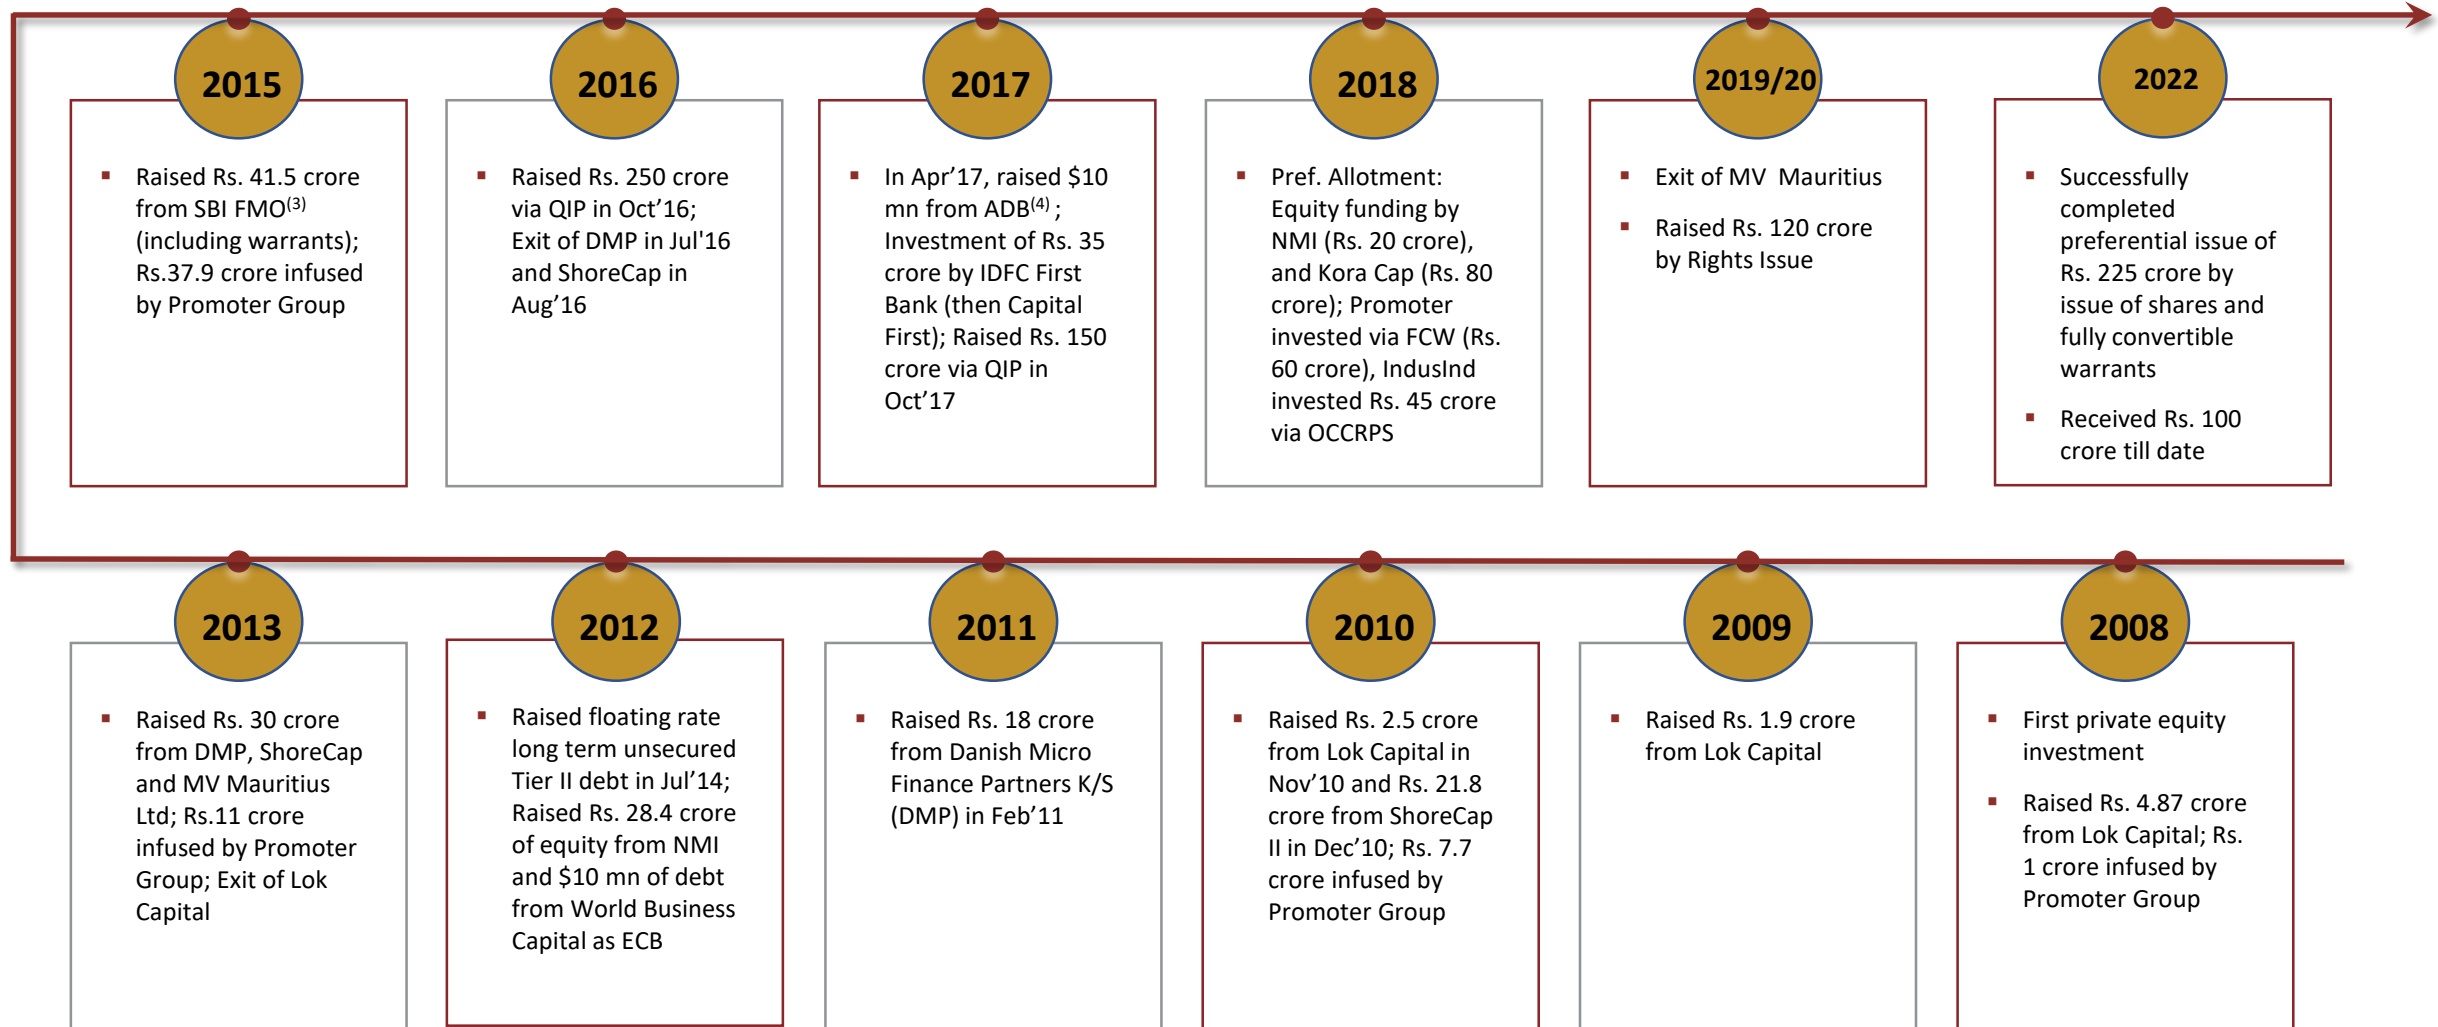 2015
Raised Rs. 41.5 crore
from SBI FMO(3)
(including warrants);
Rs.37.9 crore infused
by Promoter Group
2016
Raised Rs. 250 crore
via QIP in Oct’16;
Exit of DMP in Jul'16
and ShoreCap in
Aug’16
2017
In Apr’17, raised $10
mn from ADB(4) ;
Investment of Rs. 35
crore by IDFC First
Bank (then Capital
First); Raised Rs. 150
crore via QIP in
Oct’17
2018
Pref. Allotment:
Equity funding by
NMI (Rs. 20 crore),
and Kora Cap (Rs. 80
crore); Promoter
invested via FCW (Rs.
60 crore), IndusInd
invested Rs. 45 crore
via OCCRPS
2019/20
Exit of MV Mauritius
Raised Rs. 120 crore
by Rights Issue
2022
Successfully
completed
preferential issue of
Rs. 225 crore by
issue of shares and
fully convertible
warrants
Received Rs. 100
crore till date
2013
Raised Rs. 30 crore
from DMP, ShoreCap
and MV Mauritius
Ltd; Rs.11 crore
infused by Promoter
Group; Exit of Lok
Capital
2012
Raised floating rate
long term unsecured
Tier II debt in Jul’14;
Raised Rs. 28.4 crore
of equity from NMI
and $10 mn of debt
from World Business
Capital as ECB
2011
Raised Rs. 18 crore
from Danish Micro
Finance Partners K/S
(DMP) in Feb’11
2010
Raised Rs. 2.5 crore
from Lok Capital in
Nov’10 and Rs. 21.8
crore from ShoreCap
II in Dec’10; Rs. 7.7
crore infused by
Promoter Group
2009
Raised Rs. 1.9 crore
from Lok Capital
2008
First private equity
investment
Raised Rs. 4.87 crore
from Lok Capital; Rs.
1 crore infused by
Promoter Group